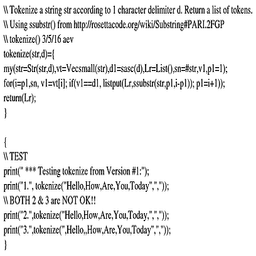 \\ Tokenize a string str according to 1 character delimiter d. Return a list of tokens.
\\ Using ssubstr() from http://rosettacode.org/wiki/Substring#PARI.2FGP
\\ tokenize() 3/5/16 aev
tokenize(str,d)={
my(str=Str(str,d),vt=Vecsmall(str),d1=sasc(d),Lr=List(),sn=#str,v1,p1=1);
for(i=p1,sn, v1=vt[i]; if(v1==d1, listput(Lr,ssubstr(str,p1,i-p1)); p1=i+1));
return(Lr);
}
{
\\ TEST
print(" *** Testing tokenize from Version #1:");
print("1.", tokenize("Hello,How,Are,You,Today",","));
\\ BOTH 2 & 3 are NOT OK!!
print("2.",tokenize("Hello,How,Are,You,Today,",","));
print("3.",tokenize(",Hello,,How,Are,You,Today",","));
}